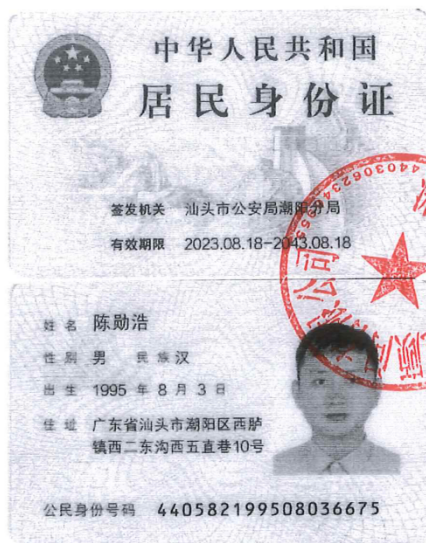 中华人民共和国
居民身份证
签发机关 汕头市公安局潮阳分局
有效期限 2023.08.18-2043.08.18
姓名 陈勋浩
性别 男 民族 汉
出生 1995 年 8 月 3 日
住址 广东省汕头市潮阳区西胪
镇西二东沟西五直巷10号
公民身份号码 440582199508036675